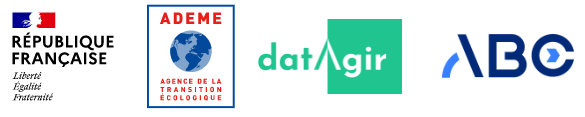 RÉPUBLIQUE
FRANÇAISE
Liberté
Égalité
Fraternité
ADEME
AGENCE DE LA
TRANSITION
ÉCOLOGIQUE
datAgir
ABC